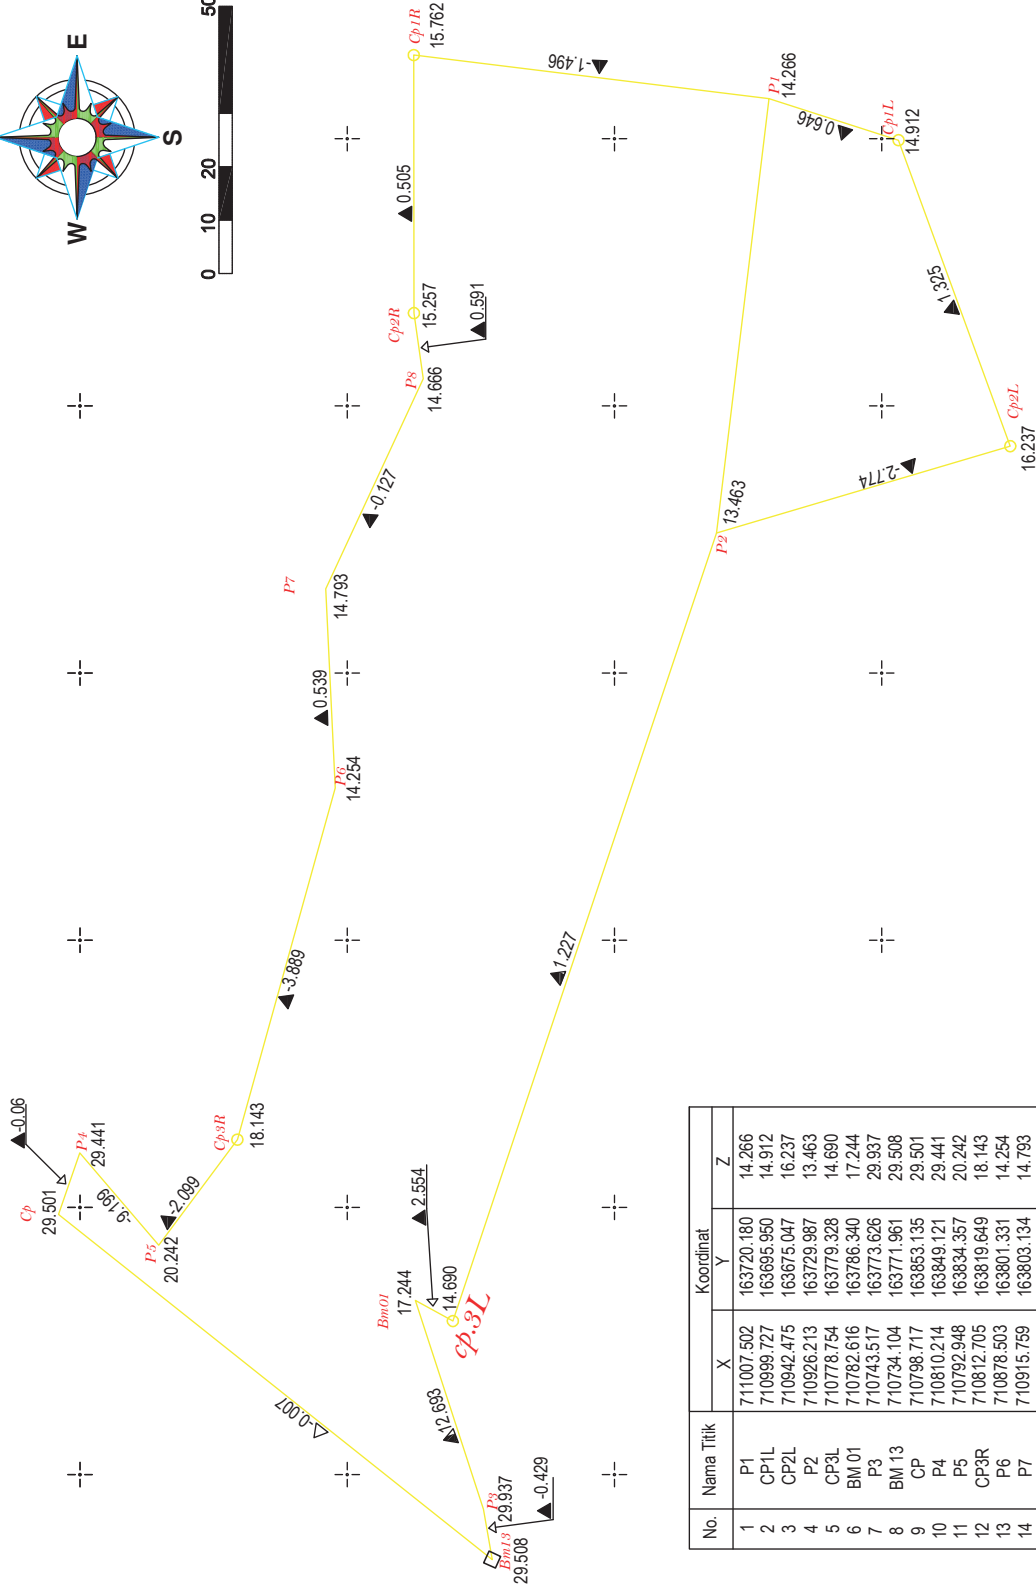 E
S
W
0 10 20 50
Cp1R
15.762
-1.496
P1
14.266
0.646
Cp1L
14.912
0.505
Cp2R
15.257
0.591
P8
14.666
1.325
Cp2L
16.237
-2.774
-0.127
P2
13.463
P7
14.793
0.539
P6
14.254
-3.889
1.227
Cp3R
18.143
-0.06
P4
29.441
Cp
29.501
-9.199
-2.099
P5
20.242
2.554
Bm01
17.244
14.690
cp.3L
-0.007
12.693
P3
29.937
-0.429
Bm13
29.508
No. Nama Titik Koordinat
X Y Z
1 P1 711007.502 163720.180 14.266
2 CP1L 710999.727 163695.950 14.912
3 CP2L 710942.475 163675.047 16.237
4 P2 710926.213 163729.987 13.463
5 CP3L 710778.754 163779.328 14.690
6 BM 01 710782.616 163786.340 17.244
7 P3 710743.517 163773.626 29.937
8 BM 13 710734.104 163771.961 29.508
9 CP 710798.717 163853.135 29.501
10 P4 710810.214 163849.121 29.441
11 P5 710792.948 163834.357 20.242
12 CP3R 710812.705 163819.649 18.143
13 P6 710878.503 163801.331 14.254
14 P7 710915.759 163803.134 14.793